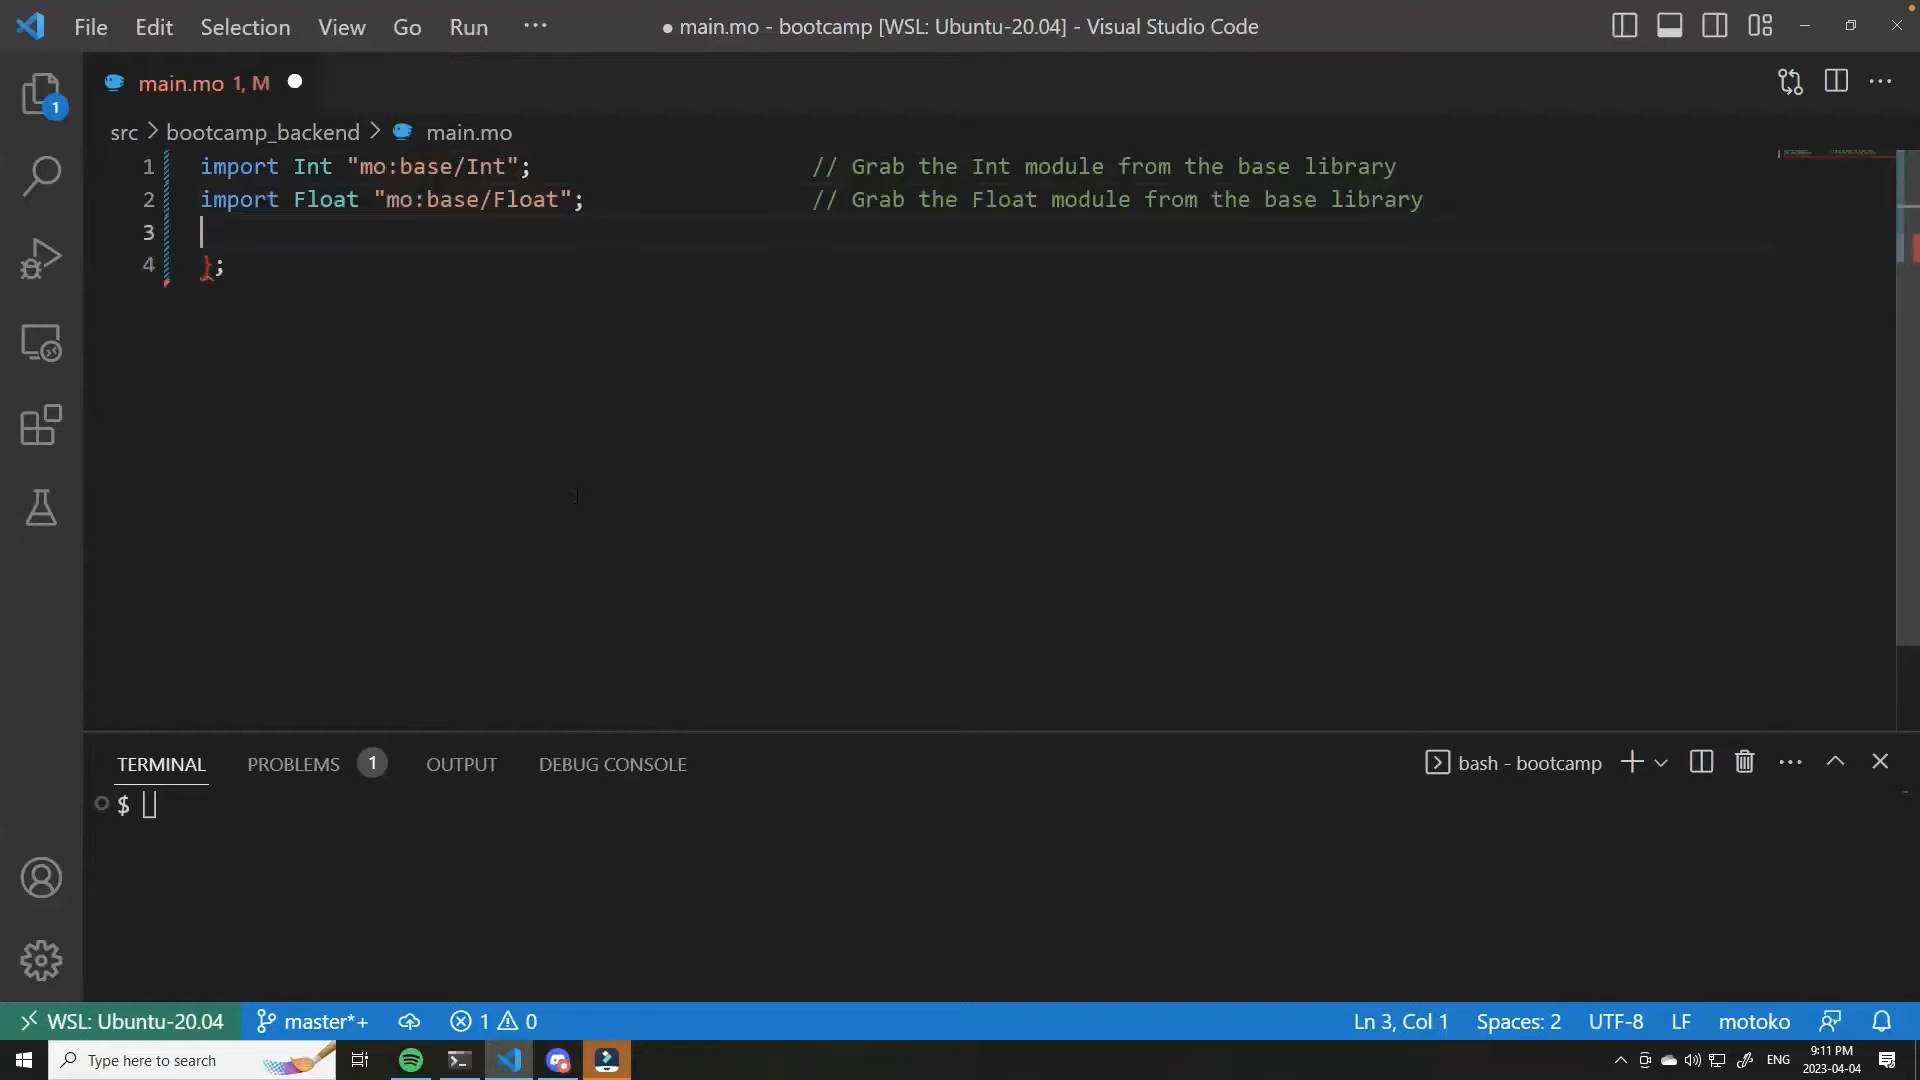 File Edit Selection View Go Run ··· ● main.mo - bootcamp [WSL: Ubuntu-20.04] - Visual Studio Code
main.mo 1, M
1
src > bootcamp_backend > main.mo
1 import Int "mo:base/Int"; // Grab the Int module from the base library
2 import Float "mo:base/Float"; // Grab the Float module from the base library
3
4 };
TERMINAL PROBLEMS 1 OUTPUT DEBUG CONSOLE bash - bootcamp
$
WSL: Ubuntu-20.04 master*+ 1 0 Ln 3, Col 1 Spaces: 2 UTF-8 LF motoko
Type here to search ENG 9:11 PM
2023-04-04